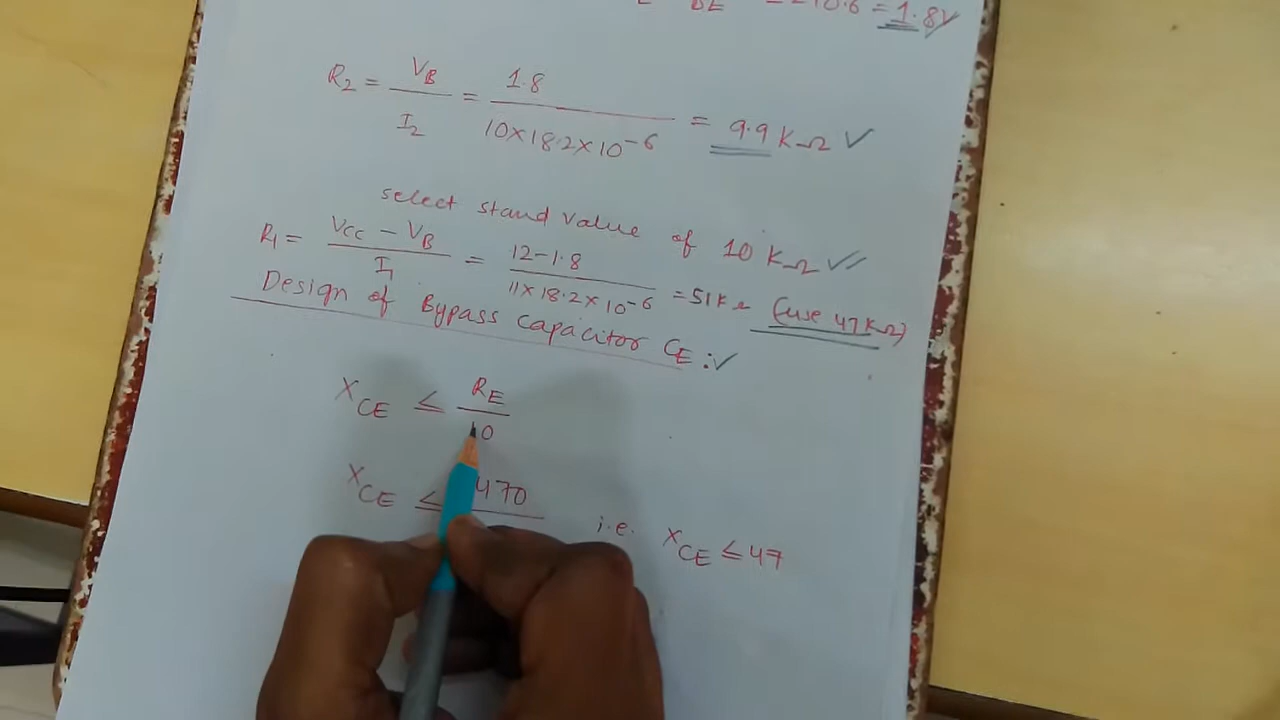 BE = 1.8V
R2 = VB / I2 = 1.8 / 10×18.2×10^-6 = 9.9 KΩ ✓
select stand value of 10 KΩ ✓✓
R1 = VCC - VB / I1 = 12-1.8 / 11×18.2×10^-6 = 51KΩ (use 47KΩ)
Design of Bypass Capacitor CE :✓
XCE ≤ RE / 10
XCE ≤ 470 i.e. XCE ≤ 47